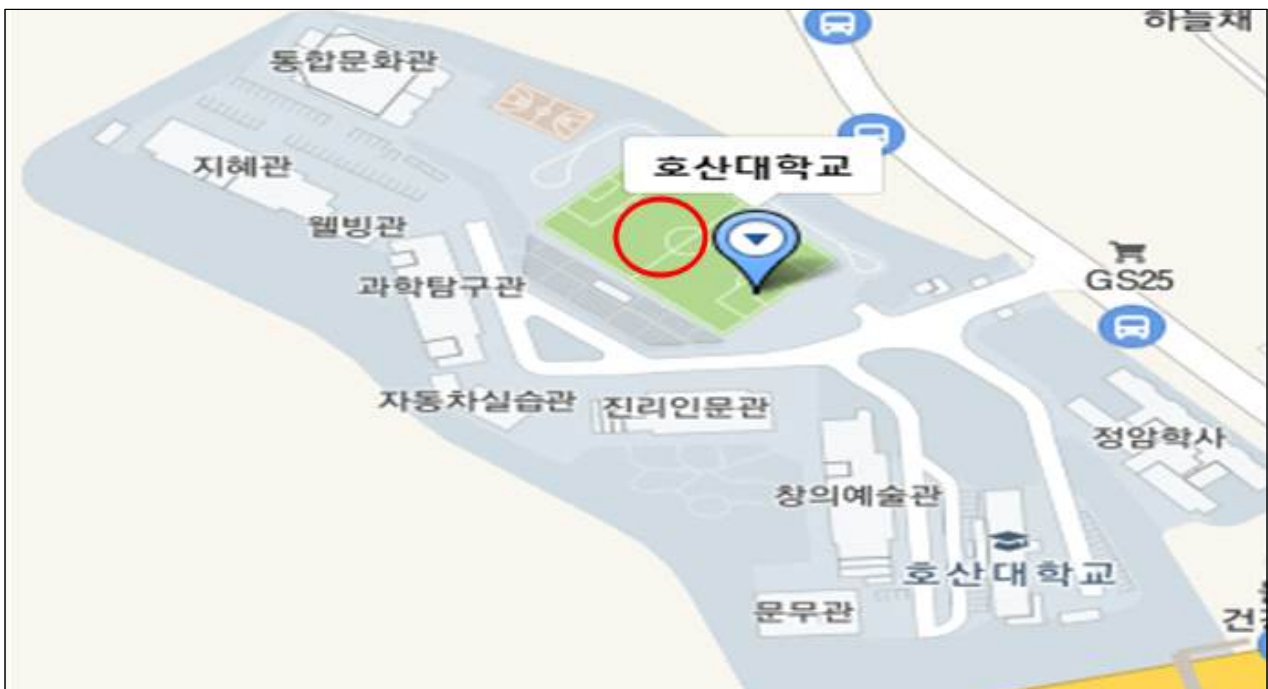 하늘채
통합문화관
호산대학교
지혜관
웰빙관
GS25
과학탐구관
자동차실습관
진리인문관
정암학사
창의예술관
호산대학교
문무관